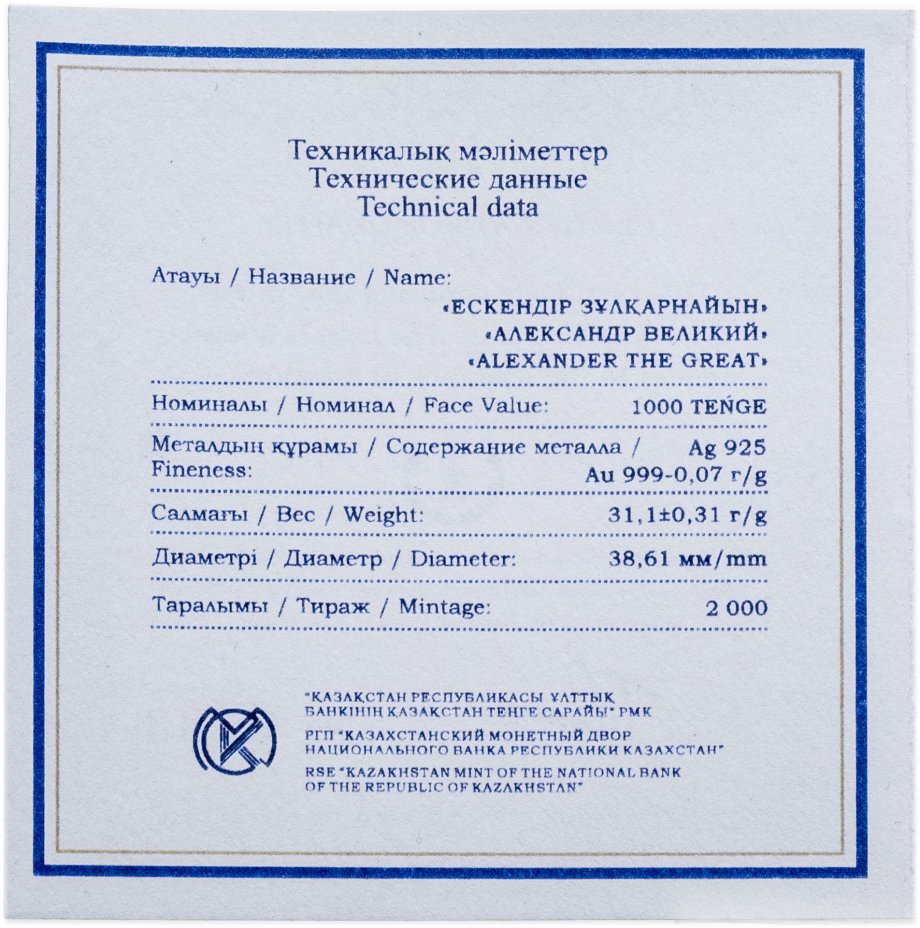 Техникалық мәліметтер
Технические данные
Technical data
Атауы / Название / Name:
«ЕСКЕНДІР ЗҰЛҚАРНАЙЫН»
«АЛЕКСАНДР ВЕЛИКИЙ»
«ALEXANDER THE GREAT»
Номиналы / Номинал / Face Value: 1000 TEŃGE
Металдың құрамы / Содержание металла / Ag 925
Fineness: Au 999-0,07 г/g
Салмағы / Вес / Weight: 31,1±0,31 г/g
Диаметрі / Диаметр / Diameter: 38,61 мм/mm
Таралымы / Тираж / Mintage: 2 000
"ҚАЗАҚСТАН РЕСПУБЛИКАСЫ ҰЛТТЫҚ
БАНКІНІҢ ҚАЗАҚСТАН ТЕҢГЕ САРАЙЫ" РМК
РГП "КАЗАХСТАНСКИЙ МОНЕТНЫЙ ДВОР
НАЦИОНАЛЬНОГО БАНКА РЕСПУБЛИКИ КАЗАХСТАН"
RSE "KAZAKHSTAN MINT OF THE NATIONAL BANK
OF THE REPUBLIC OF KAZAKHSTAN"